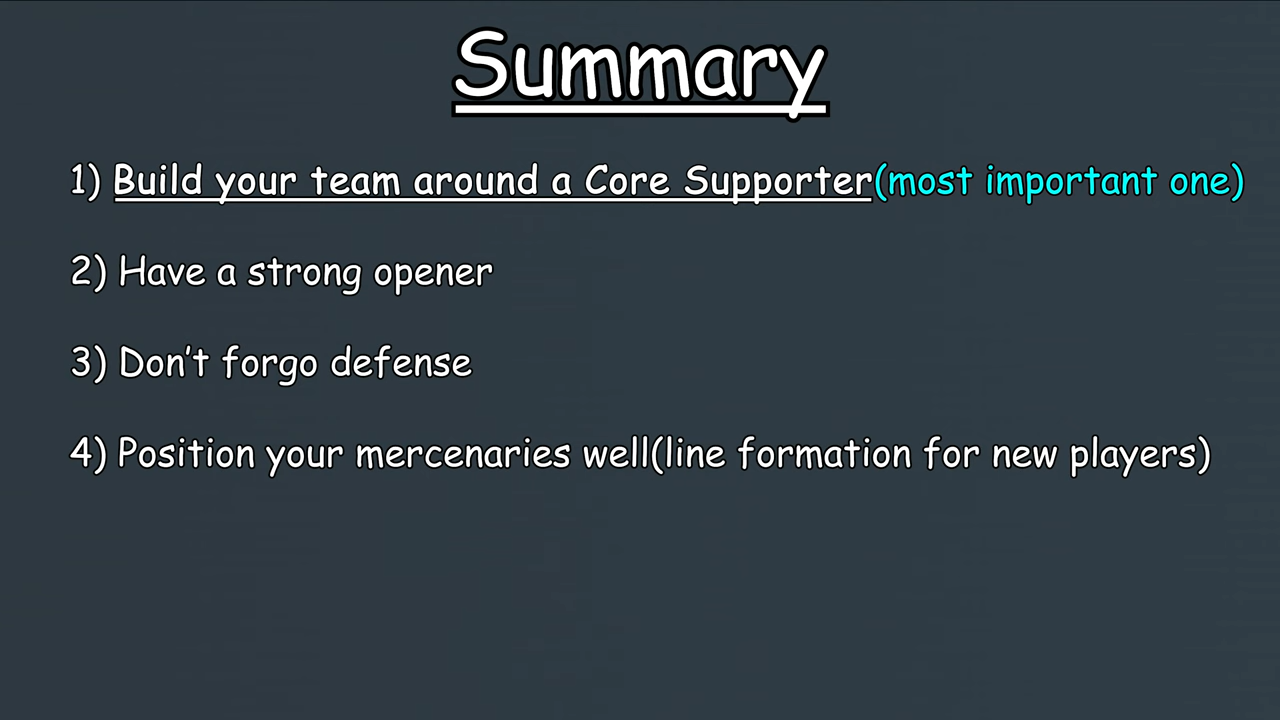 Summary
1) Build your team around a Core Supporter(most important one)
2) Have a strong opener
3) Don't forgo defense
4) Position your mercenaries well(line formation for new players)